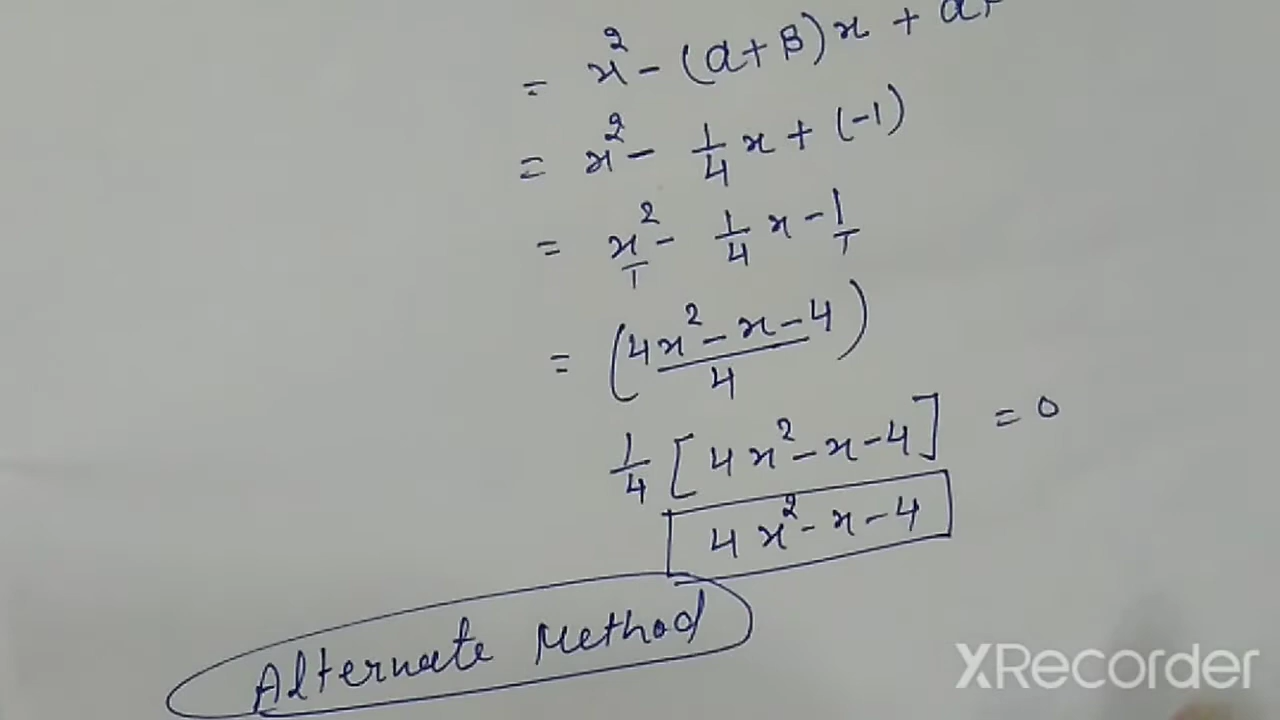 = x² - (α+β)x + α
= x² - 1/4 x + (-1)
= x²/1 - 1/4 x - 1/1
= (4x² - x - 4 / 4)
1/4 [4x² - x - 4] = 0
4x² - x - 4
Alternate Method
XRecorder